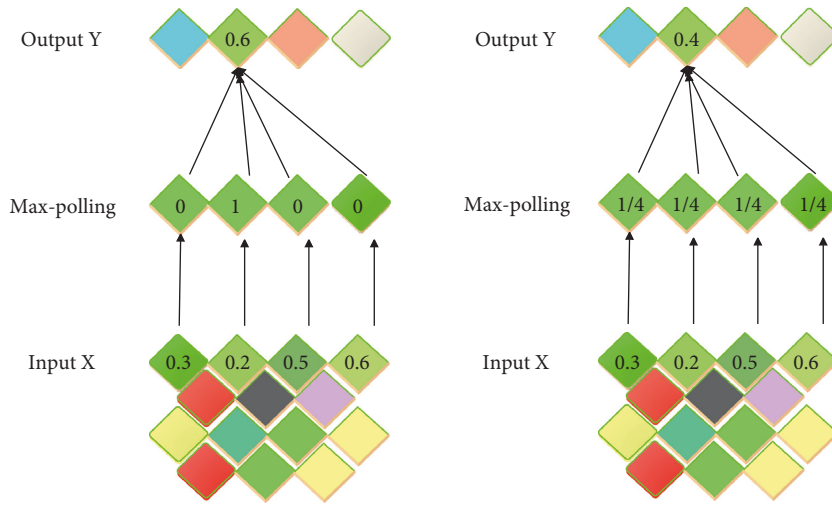 Output Y
0.6
Max-polling
0 1 0 0
Input X
0.3 0.2 0.5 0.6
Output Y
0.4
Max-polling
1/4 1/4 1/4 1/4
Input X
0.3 0.2 0.5 0.6